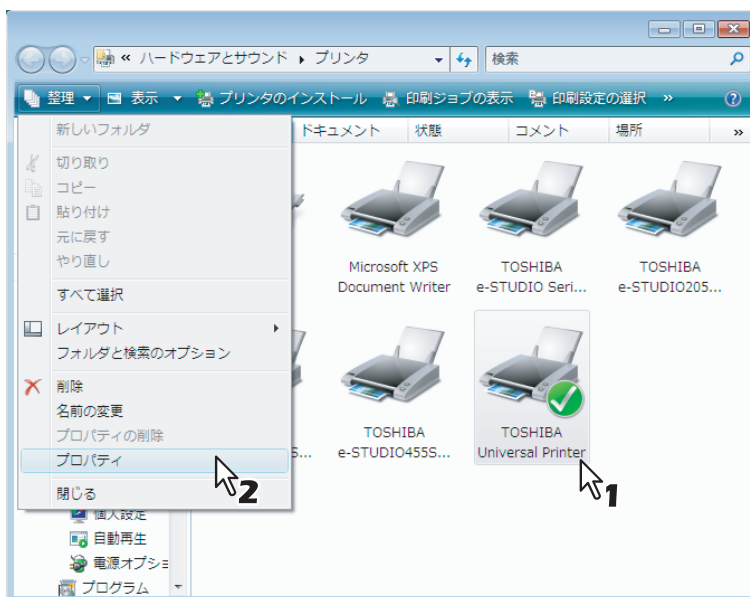 « ハードウェアとサウンド ▸ プリンタ
検索
整理 表示 プリンタのインストール 印刷ジョブの表示 印刷設定の選択 »
ドキュメント 状態 コメント 場所 »
新しいフォルダ
切り取り
コピー
貼り付け
元に戻す
やり直し
すべて選択
レイアウト
フォルダと検索のオプション
削除
名前の変更
プロパティの削除
プロパティ
閉じる
Microsoft XPS
Document Writer
TOSHIBA
e-STUDIO Seri...
TOSHIBA
e-STUDIO205...
S...
TOSHIBA
e-STUDIO455S...
TOSHIBA
Universal Printer
1
2
個人設定
自動再生
電源オプショ
プログラム